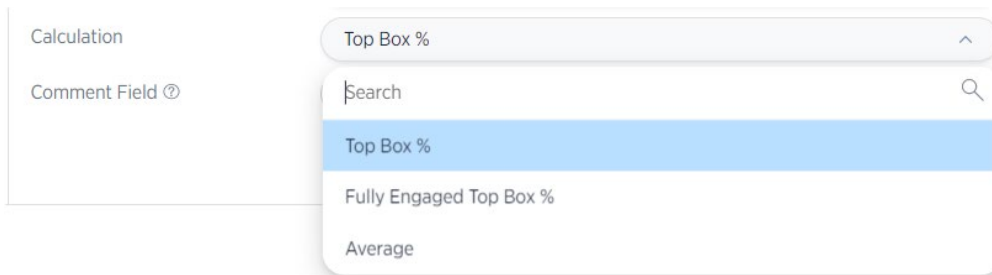 Calculation
Top Box %
Comment Field ?
Search
Top Box %
Fully Engaged Top Box %
Average